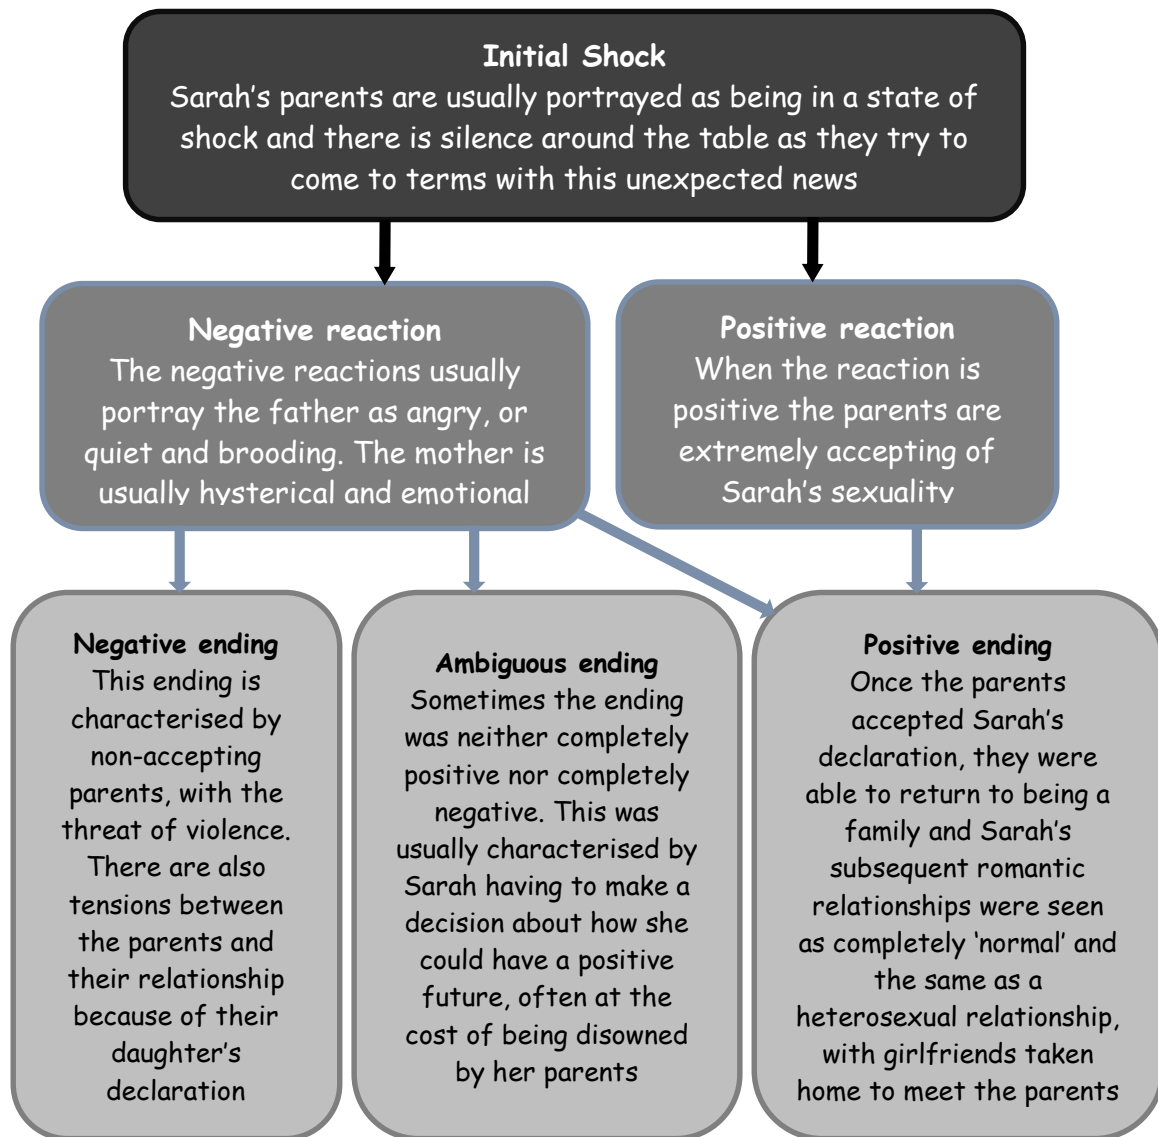 Initial Shock
Sarah's parents are usually portrayed as being in a state of
shock and there is silence around the table as they try to
come to terms with this unexpected news
Negative reaction
The negative reactions usually
portray the father as angry, or
quiet and brooding. The mother is
usually hysterical and emotional
Positive reaction
When the reaction is
positive the parents are
extremely accepting of
Sarah's sexuality
Negative ending
This ending is
characterised by
non-accepting
parents, with the
threat of violence.
There are also
tensions between
the parents and
their relationship
because of their
daughter's
declaration
Ambiguous ending
Sometimes the ending
was neither completely
positive nor completely
negative. This was
usually characterised by
Sarah having to make a
decision about how she
could have a positive
future, often at the
cost of being disowned
by her parents
Positive ending
Once the parents
accepted Sarah's
declaration, they were
able to return to being a
family and Sarah's
subsequent romantic
relationships were seen
as completely 'normal' and
the same as a
heterosexual relationship,
with girlfriends taken
home to meet the parents